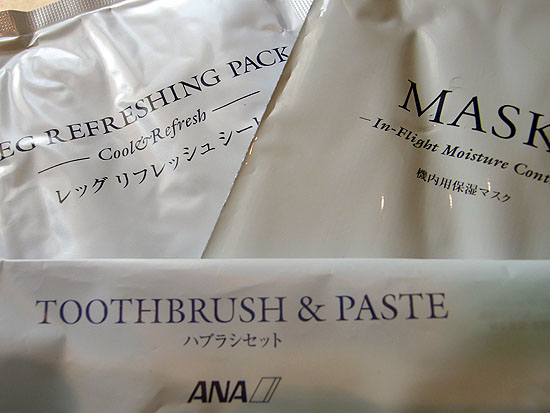 EG REFRESHING PACK
Cool&Refresh
レッグ リフレッシュ シート
MASK
In-Flight Moisture Cont
機内用保湿マスク
TOOTHBRUSH & PASTE
ハブラシセット
ANA